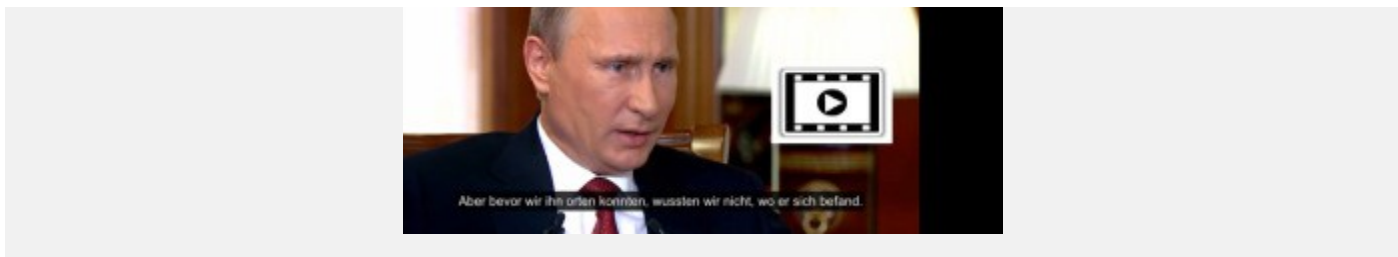 Aber bevor wir ihn orten konnten, wussten wir nicht, wo er sich befand.